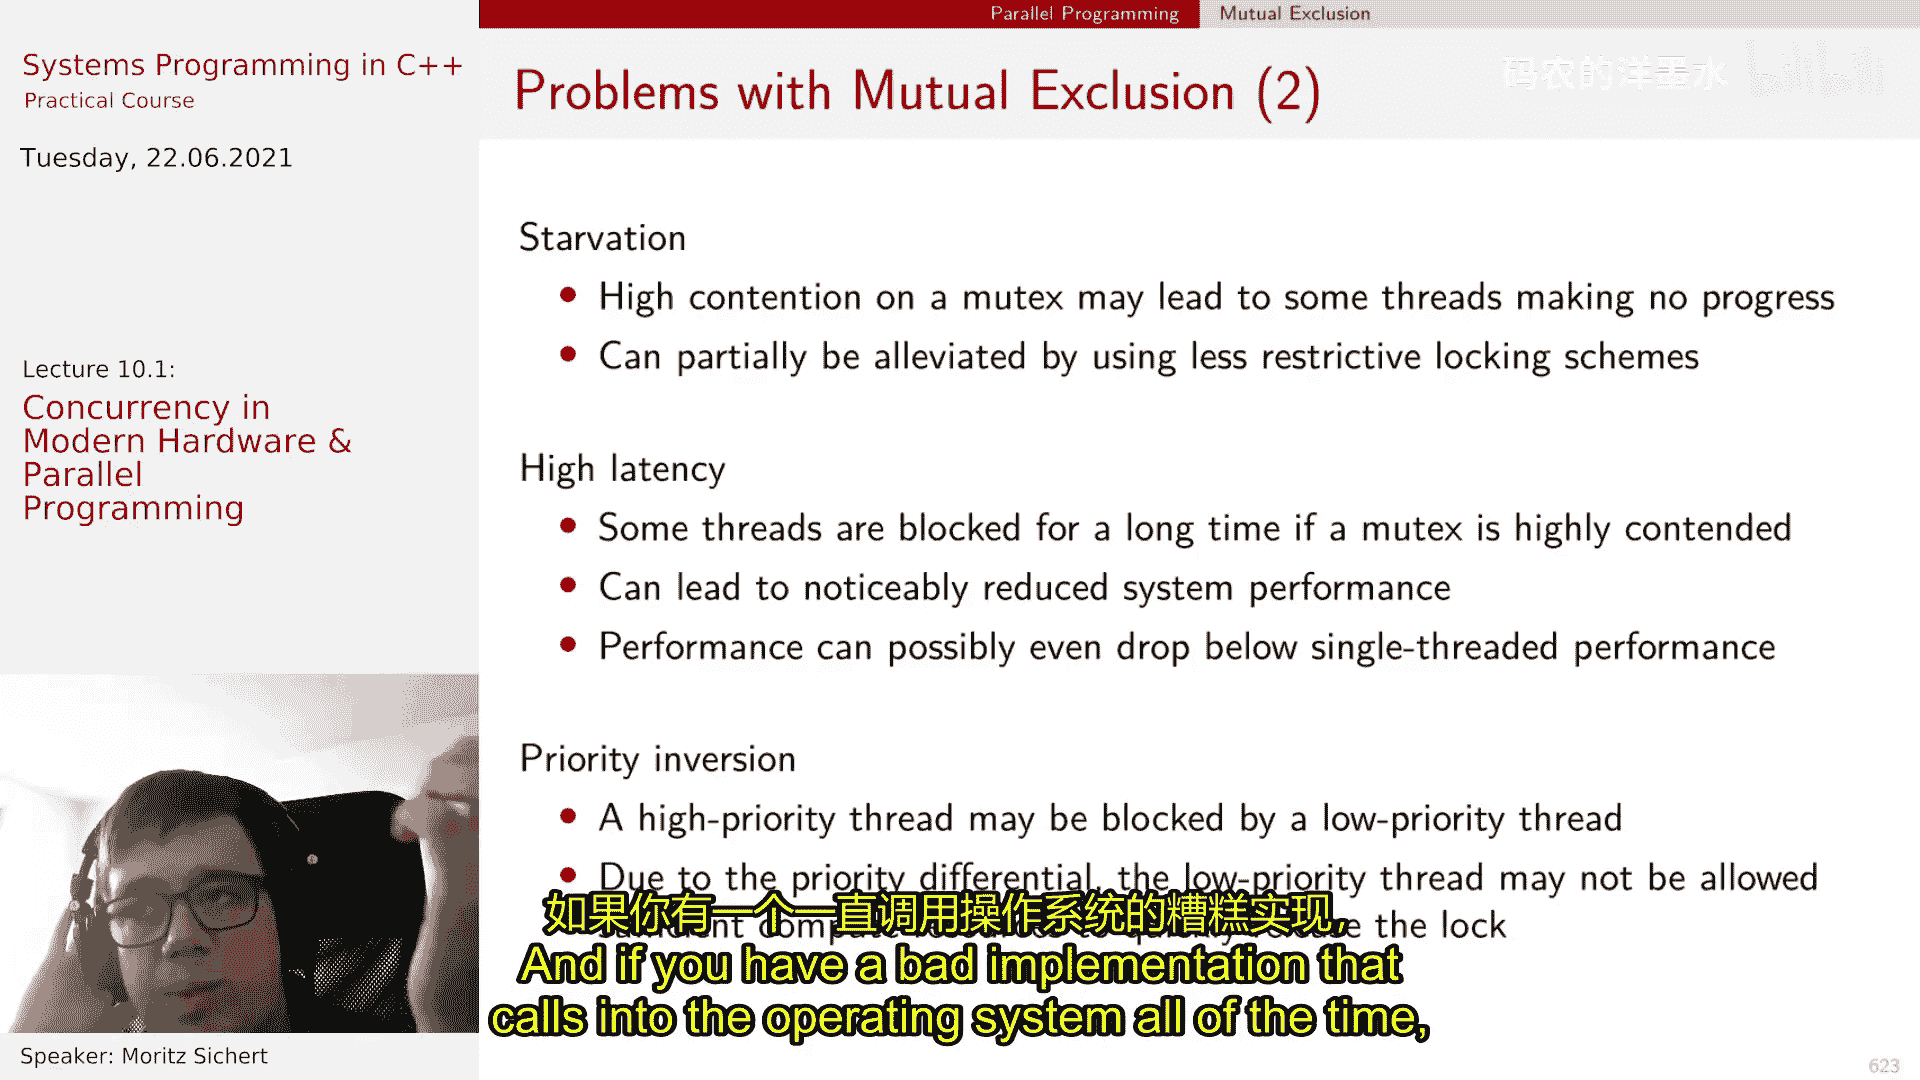 Parallel Programming Mutual Exclusion
Systems Programming in C++
Practical Course
Tuesday, 22.06.2021
Lecture 10.1:
Concurrency in
Modern Hardware &
Parallel
Programming
Speaker: Moritz Sichert
Problems with Mutual Exclusion (2)
码农的洋墨水 bilibili
Starvation
• High contention on a mutex may lead to some threads making no progress
• Can partially be alleviated by using less restrictive locking schemes
High latency
• Some threads are blocked for a long time if a mutex is highly contended
• Can lead to noticeably reduced system performance
• Performance can possibly even drop below single-threaded performance
Priority inversion
• A high-priority thread may be blocked by a low-priority thread
• Due to the priority differential, the low-priority thread may not be allowed
the lock
如果你有一个一直调用操作系统的糟糕实现,
And if you have a bad implementation that
calls into the operating system all of the time,
623